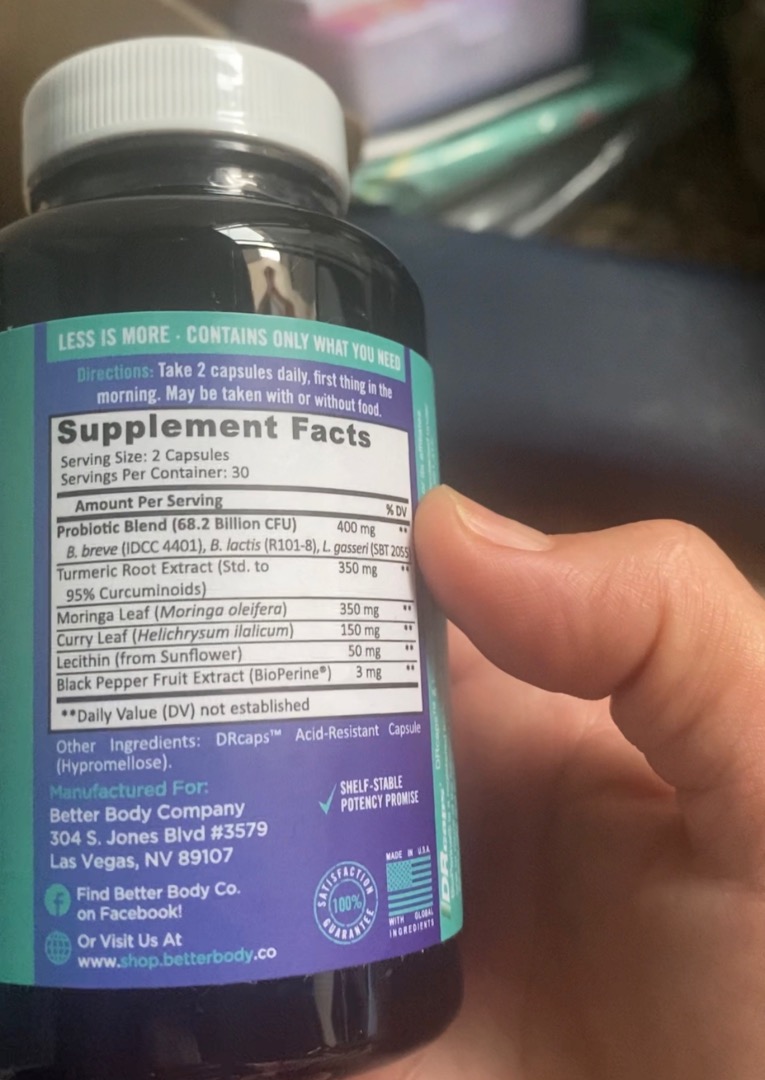 LESS IS MORE · CONTAINS ONLY WHAT YOU NEED
Directions: Take 2 capsules daily, first thing in the
morning. May be taken with or without food.
Supplement Facts
Serving Size: 2 Capsules
Servings Per Container: 30
Amount Per Serving % DV
Probiotic Blend (68.2 Billion CFU) 400 mg **
B. breve (IDCC 4401), B. lactis (R101-8), L. gasseri (SBT 2055)
Turmeric Root Extract (Std. to 350 mg **
95% Curcuminoids)
Moringa Leaf (Moringa oleifera) 350 mg **
Curry Leaf (Helichrysum ilalicum) 150 mg **
Lecithin (from Sunflower) 50 mg **
Black Pepper Fruit Extract (BioPerine®) 3 mg **
**Daily Value (DV) not established
Other Ingredients: DRcaps™ Acid-Resistant Capsule
(Hypromellose).
Manufactured For:
Better Body Company
304 S. Jones Blvd #3579
Las Vegas, NV 89107
SHELF-STABLE
POTENCY PROMISE
Find Better Body Co.
on Facebook!
Or Visit Us At
www.shop.betterbody.co
SATISFACTION
100%
GUARANTEE
MADE IN USA
WITH GLOBAL
INGREDIENTS
DRcaps